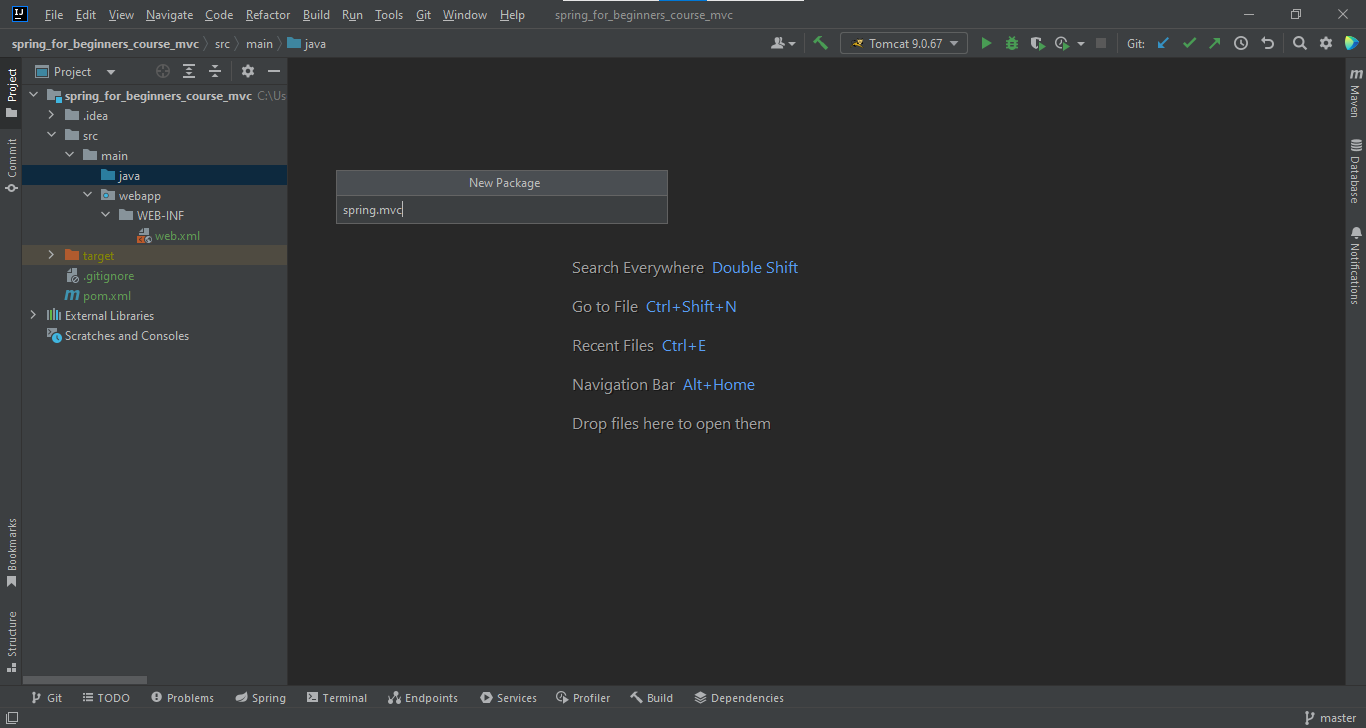 IJ File Edit View Navigate Code Refactor Build Run Tools Git Window Help spring_for_beginners_course_mvc
spring_for_beginners_course_mvc src main java Tomcat 9.0.67 Git:
Project
Project
spring_for_beginners_course_mvc C:\Us
.idea
src
main
java
webapp
WEB-INF
web.xml
target
.gitignore
m pom.xml
External Libraries
Scratches and Consoles
Commit
Bookmarks
Structure
New Package
spring.mvc
Search Everywhere Double Shift
Go to File Ctrl+Shift+N
Recent Files Ctrl+E
Navigation Bar Alt+Home
Drop files here to open them
m Maven
Database
Notifications
Git TODO Problems Spring Terminal Endpoints Services Profiler Build Dependencies
master